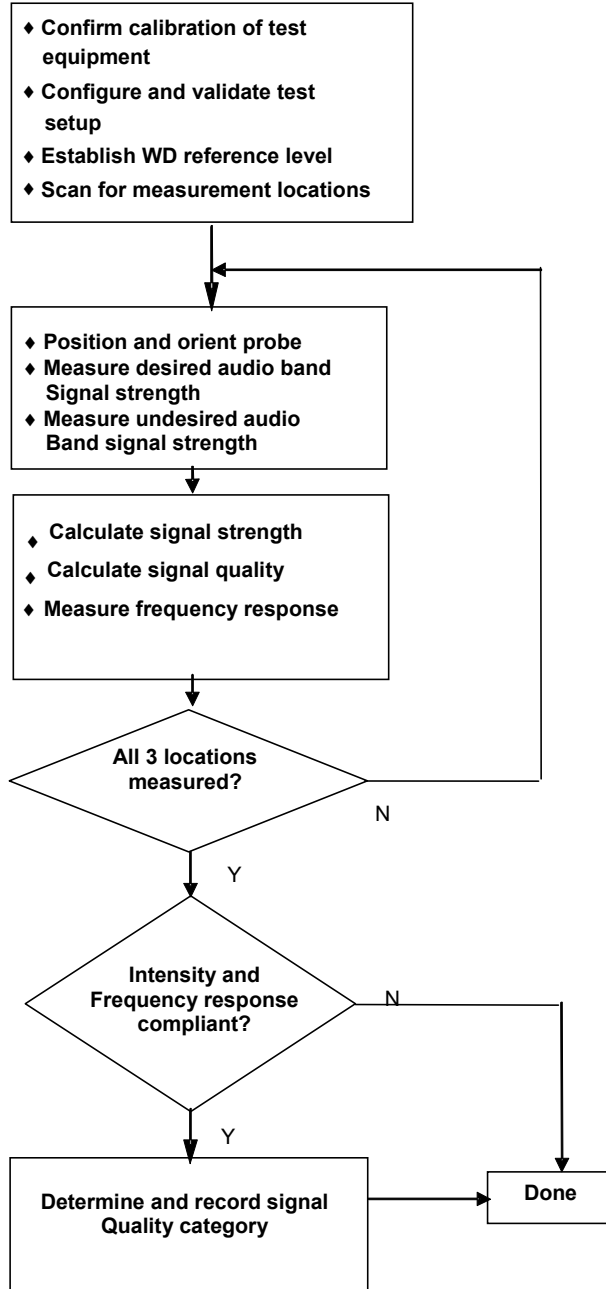 ♦ Confirm calibration of test
equipment
♦ Configure and validate test
setup
♦ Establish WD reference level
♦ Scan for measurement locations
♦ Position and orient probe
♦ Measure desired audio band
Signal strength
♦ Measure undesired audio
Band signal strength
♦ Calculate signal strength
♦ Calculate signal quality
♦ Measure frequency response
All 3 locations
measured?
N
Y
Intensity and
Frequency response
compliant?
N
Y
Determine and record signal
Quality category
Done